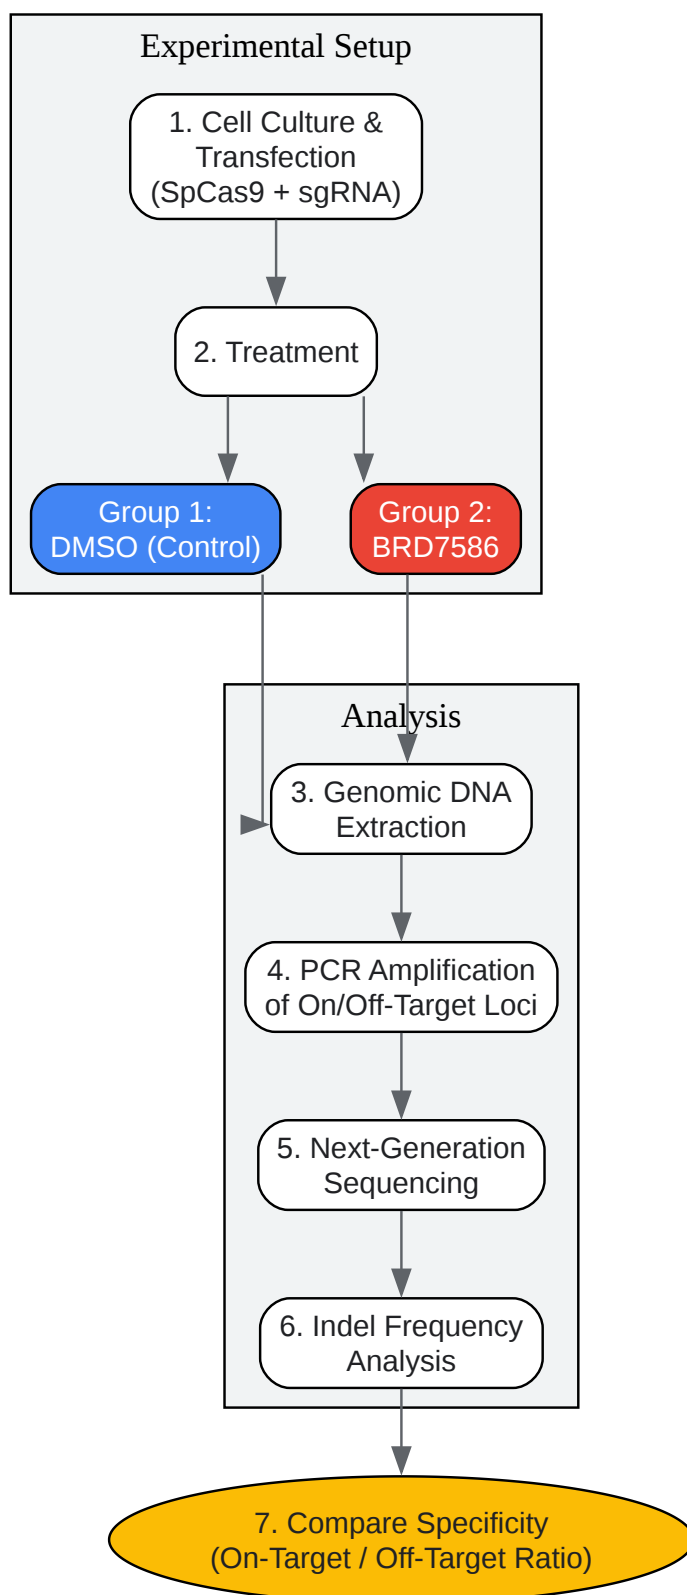 Experimental Setup
1. Cell Culture &
Transfection
(SpCas9 + sgRNA)
2. Treatment
Group 1:
DMSO (Control)
Group 2:
BRD7586
Analysis
3. Genomic DNA
Extraction
4. PCR Amplification
of On/Off-Target Loci
5. Next-Generation
Sequencing
6. Indel Frequency
Analysis
7. Compare Specificity
(On-Target / Off-Target Ratio)